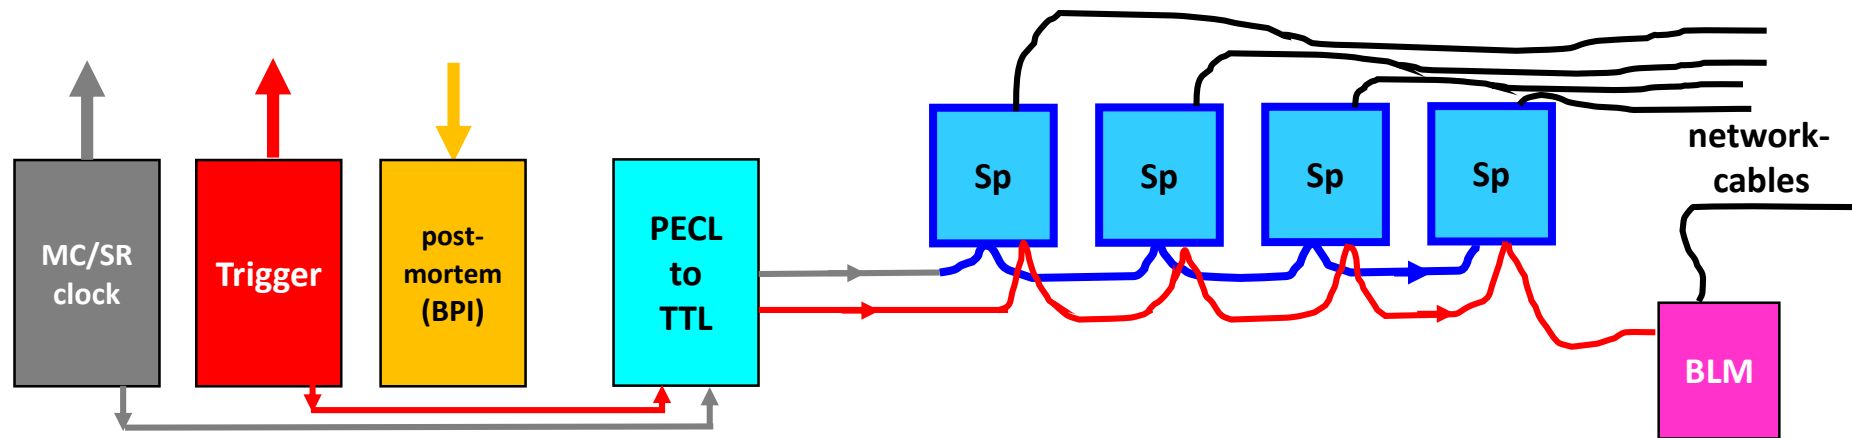 MC/SR
clock
Trigger
post-
mortem
(BPI)
PECL
to
TTL
Sp
Sp
Sp
Sp
network-
cables
BLM